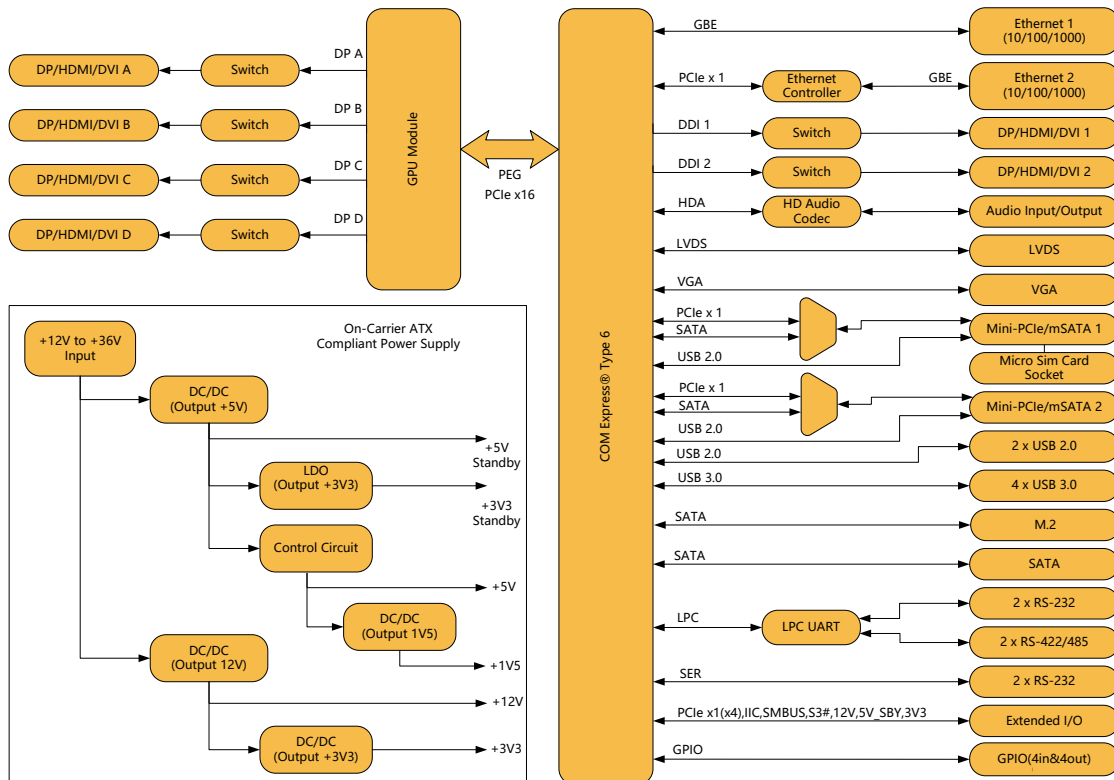 DP/HDMI/DVI A
Switch
DP A
DP/HDMI/DVI B
Switch
DP B
DP/HDMI/DVI C
Switch
DP C
DP/HDMI/DVI D
Switch
DP D
GPU Module
PEG
PCIe x16
COM Express® Type 6
GBE
Ethernet 1
(10/100/1000)
PCIe x 1
Ethernet
Controller
GBE
Ethernet 2
(10/100/1000)
DDI 1
Switch
DP/HDMI/DVI 1
DDI 2
Switch
DP/HDMI/DVI 2
HDA
HD Audio
Codec
Audio Input/Output
LVDS
LVDS
VGA
VGA
PCIe x 1
SATA
USB 2.0
Mini-PCIe/mSATA 1
Micro Sim Card
Socket
PCIe x 1
SATA
USB 2.0
Mini-PCIe/mSATA 2
USB 2.0
2 x USB 2.0
USB 3.0
4 x USB 3.0
SATA
M.2
SATA
SATA
LPC
LPC UART
2 x RS-232
2 x RS-422/485
SER
2 x RS-232
PCIe x1(x4),IIC,SMBUS,S3#,12V,5V_SBY,3V3
Extended I/O
GPIO
GPIO(4in&4out)
On-Carrier ATX
Compliant Power Supply
+12V to +36V
Input
DC/DC
(Output +5V)
+5V
Standby
LDO
(Output +3V3)
+3V3
Standby
Control Circuit
+5V
DC/DC
(Output 1V5)
+1V5
DC/DC
(Output 12V)
+12V
DC/DC
(Output +3V3)
+3V3